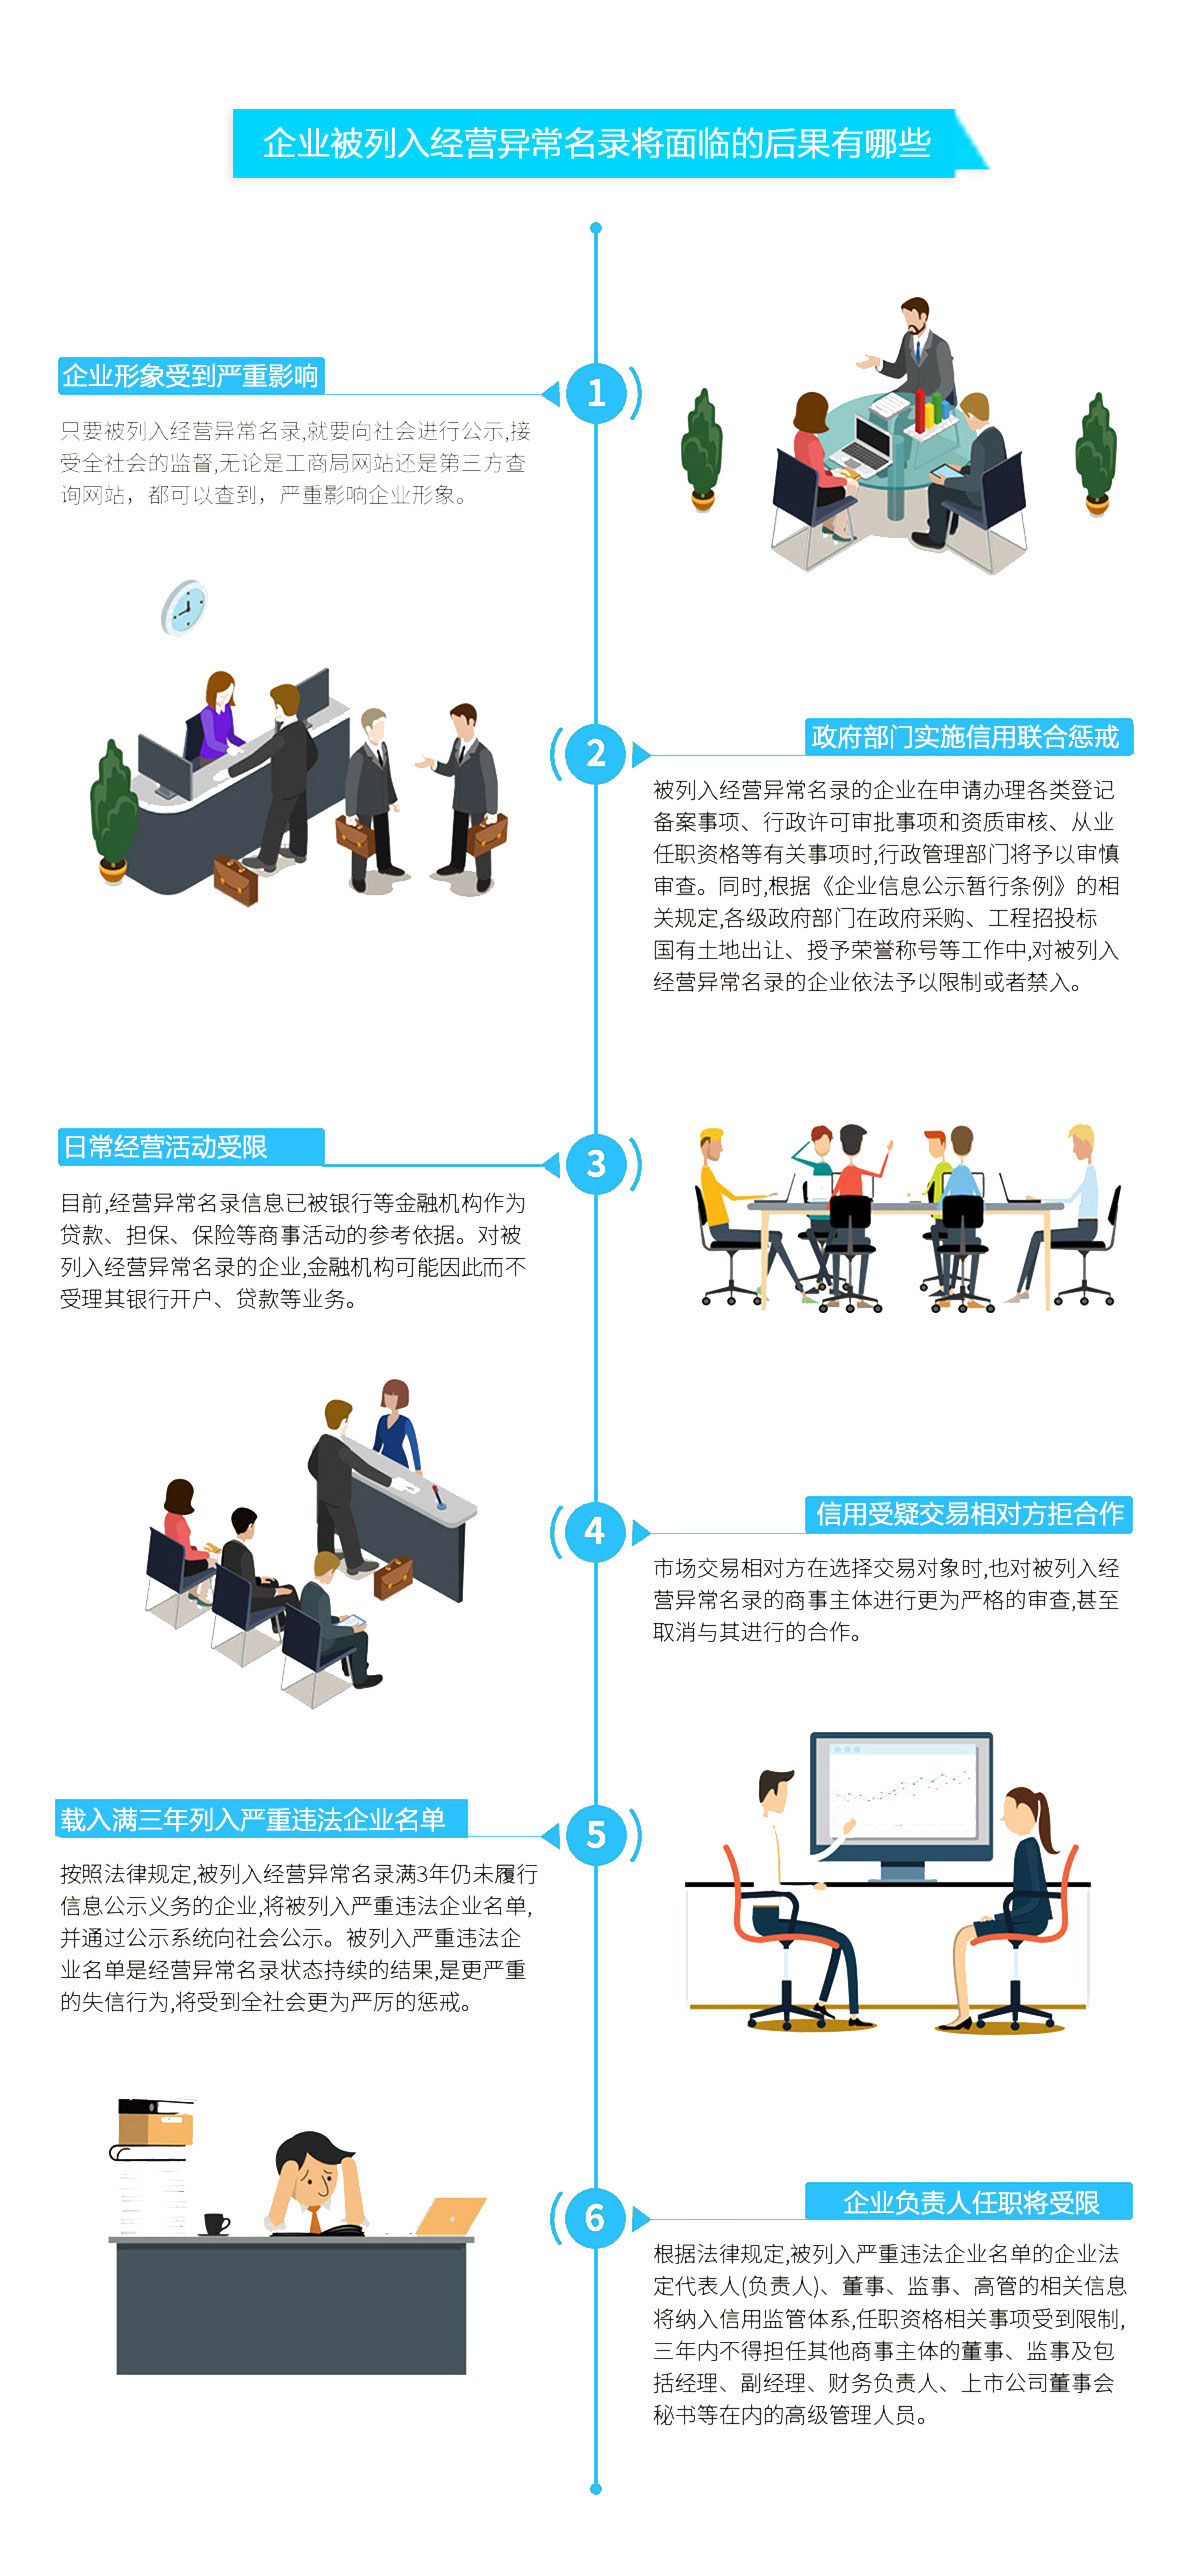 企业被列入经营异常名录将面临的后果有哪些
企业形象受到严重影响
1
只要被列入经营异常名录,就要向社会进行公示,接
受全社会的监督,无论是工商局网站还是第三方查
询网站，都可以查到，严重影响企业形象。
2
政府部门实施信用联合惩戒
被列入经营异常名录的企业在申请办理各类登记
备案事项、行政许可审批事项和资质审核、从业
任职资格等有关事项时,行政管理部门将予以审慎
审查。同时,根据《企业信息公示暂行条例》的相
关规定,各级政府部门在政府采购、工程招投标
国有土地出让、授予荣誉称号等工作中,对被列入
经营异常名录的企业依法予以限制或者禁入。
日常经营活动受限
3
目前,经营异常名录信息已被银行等金融机构作为
贷款、担保、保险等商事活动的参考依据。对被
列入经营异常名录的企业,金融机构可能因此而不
受理其银行开户、贷款等业务。
4
信用受疑交易相对方拒合作
市场交易相对方在选择交易对象时,也对被列入经
营异常名录的商事主体进行更为严格的审查,甚至
取消与其进行的合作。
载入满三年列入严重违法企业名单
5
按照法律规定,被列入经营异常名录满3年仍未履行
信息公示义务的企业,将被列入严重违法企业名单,
并通过公示系统向社会公示。被列入严重违法企
业名单是经营异常名录状态持续的结果,是更严重
的失信行为,将受到全社会更为严厉的惩戒。
6
企业负责人任职将受限
根据法律规定,被列入严重违法企业名单的企业法
定代表人(负责人)、董事、监事、高管的相关信息
将纳入信用监管体系,任职资格相关事项受到限制,
三年内不得担任其他商事主体的董事、监事及包
括经理、副经理、财务负责人、上市公司董事会
秘书等在内的高级管理人员。